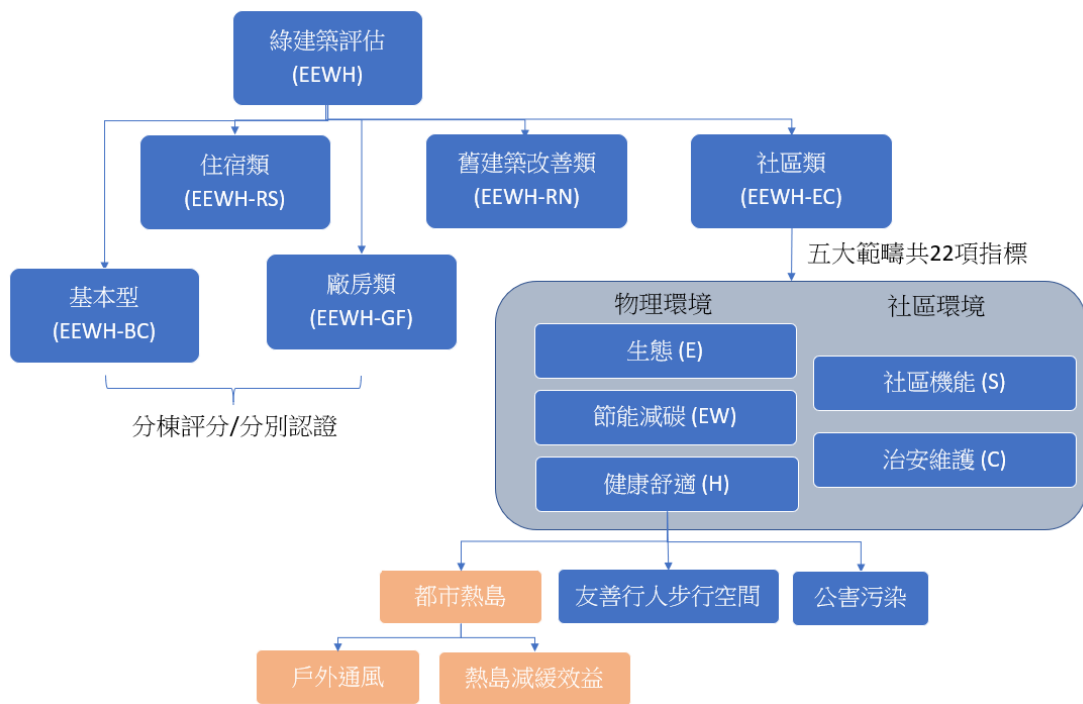 綠建築評估
(EEWH)
住宿類
(EEWH-RS)
舊建築改善類
(EEWH-RN)
社區類
(EEWH-EC)
基本型
(EEWH-BC)
廠房類
(EEWH-GF)
分棟評分/分別認證
五大範疇共22項指標
物理環境
生態 (E)
節能減碳 (EW)
健康舒適 (H)
社區環境
社區機能 (S)
治安維護 (C)
都市熱島
友善行人步行空間
公害污染
戶外通風
熱島減緩效益